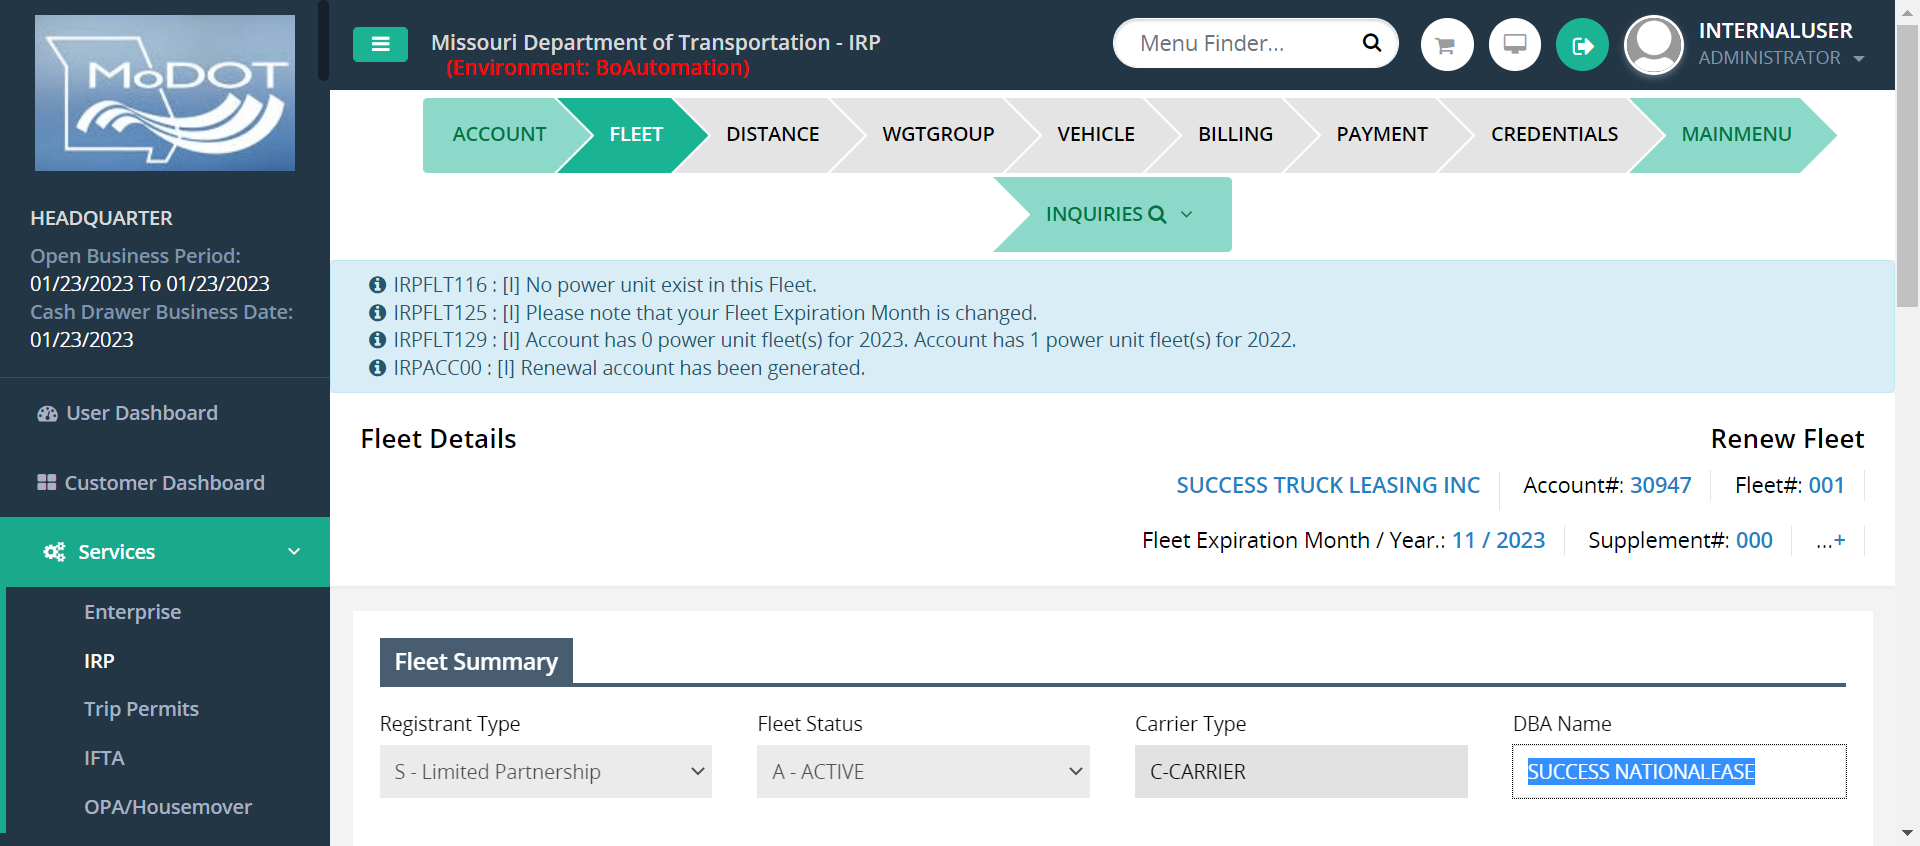 MoDOT
HEADQUARTER
Open Business Period:
01/23/2023 To 01/23/2023
Cash Drawer Business Date:
01/23/2023
User Dashboard
Customer Dashboard
Services
Enterprise
IRP
Trip Permits
IFTA
OPA/Housemover
Missouri Department of Transportation - IRP
(Environment: BoAutomation)
Menu Finder...
INTERNALUSER
ADMINISTRATOR
ACCOUNT
FLEET
DISTANCE
WGTGROUP
VEHICLE
BILLING
PAYMENT
CREDENTIALS
MAINMENU
INQUIRIES
IRPFLT116 : [I] No power unit exist in this Fleet.
IRPFLT125 : [I] Please note that your Fleet Expiration Month is changed.
IRPFLT129 : [I] Account has 0 power unit fleet(s) for 2023. Account has 1 power unit fleet(s) for 2022.
IRPACC00 : [I] Renewal account has been generated.
Fleet Details
Renew Fleet
SUCCESS TRUCK LEASING INC
Account#: 30947
Fleet#: 001
Fleet Expiration Month / Year.: 11 / 2023
Supplement#: 000
...+
Fleet Summary
Registrant Type
S - Limited Partnership
Fleet Status
A - ACTIVE
Carrier Type
C-CARRIER
DBA Name
SUCCESS NATIONALEASE